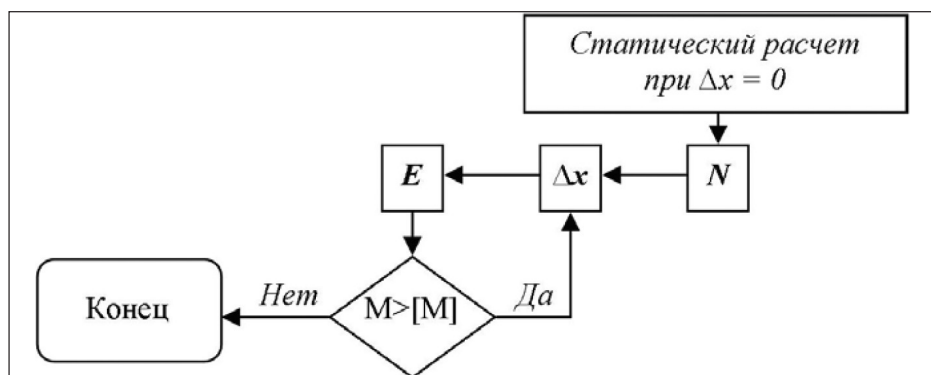 Статический расчет
при Δx = 0
E
Δx
N
Нет
M>[M]
Да
Конец